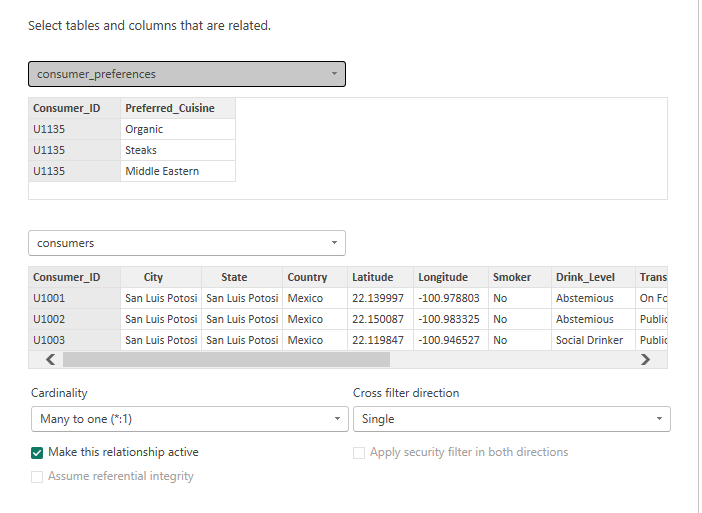 Select tables and columns that are related.
consumer_preferences
Consumer_ID Preferred_Cuisine
U1135 Organic
U1135 Steaks
U1135 Middle Eastern
consumers
Consumer_ID City State Country Latitude Longitude Smoker Drink_Level Trans
U1001 San Luis Potosi San Luis Potosi Mexico 22.139997 -100.978803 No Abstemious On Fo
U1002 San Luis Potosi San Luis Potosi Mexico 22.150087 -100.983325 No Abstemious Public
U1003 San Luis Potosi San Luis Potosi Mexico 22.119847 -100.946527 No Social Drinker Public
Cardinality Cross filter direction
Many to one (*:1) Single
Make this relationship active Apply security filter in both directions
Assume referential integrity